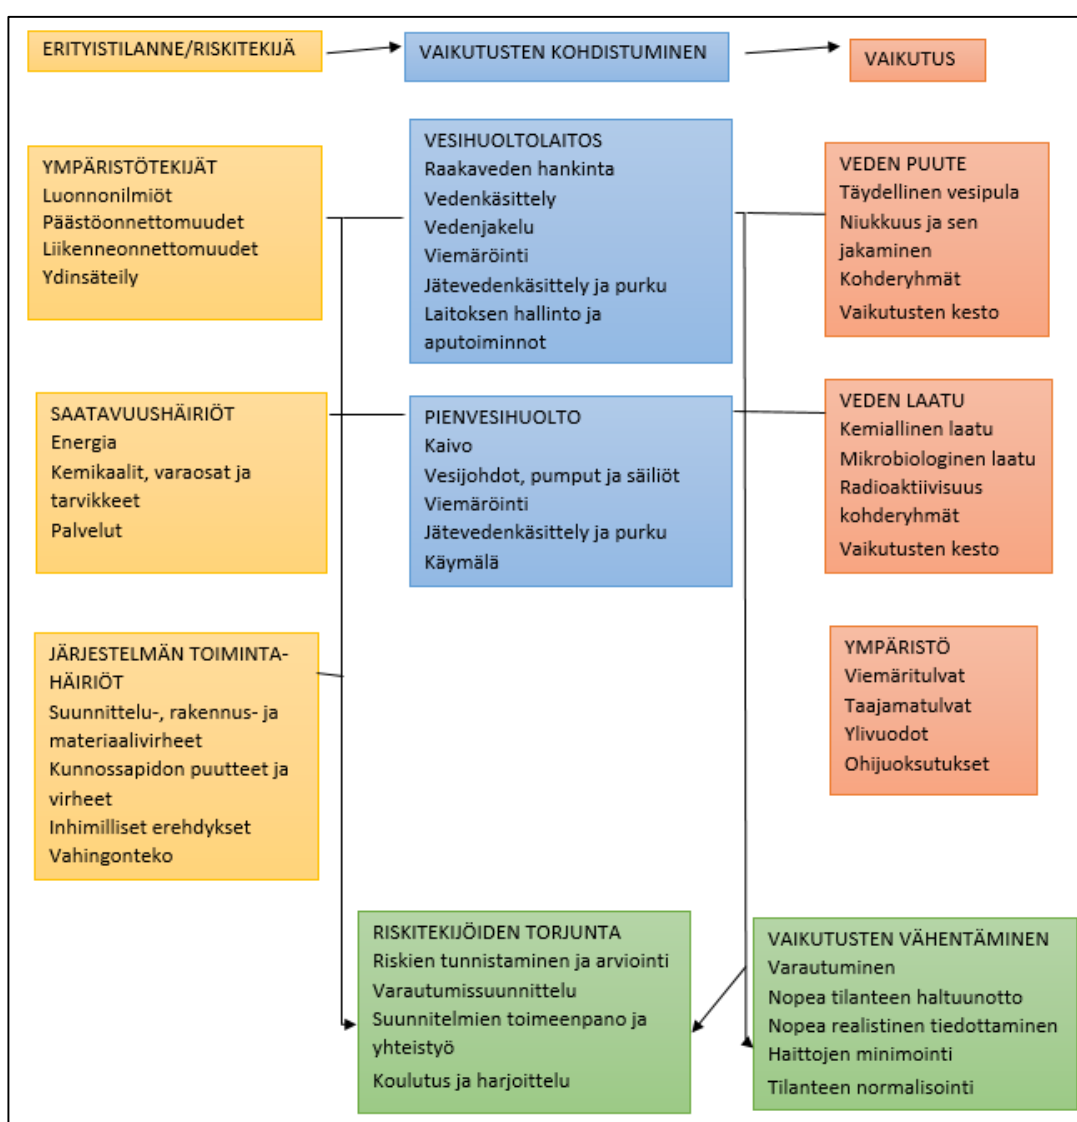 ERITYISTILANNE/RISKITEKIJÄ
VAIKUTUSTEN KOHDISTUMINEN
VAIKUTUS
YMPÄRISTÖTEKIJÄT
Luonnonilmiöt
Päästöonnettomuudet
Liikenneonnettomuudet
Ydinsäteily
VESIHUOLTOLAITOS
Raakaveden hankinta
Vedenkäsittely
Vedenjakelu
Viemäröinti
Jätevedenkäsittely ja purku
Laitoksen hallinto ja
aputoiminnot
VEDEN PUUTE
Täydellinen vesipula
Niukkuus ja sen
jakaminen
Kohderyhmät
Vaikutusten kesto
SAATAVUUSHÄIRIÖT
Energia
Kemikaalit, varaosat ja
tarvikkeet
Palvelut
PIENVESIHUOLTO
Kaivo
Vesijohdot, pumput ja säiliöt
Viemäröinti
Jätevedenkäsittely ja purku
Käymälä
VEDEN LAATU
Kemiallinen laatu
Mikrobiologinen laatu
Radioaktiivisuus
kohderyhmät
Vaikutusten kesto
JÄRJESTELMÄN TOIMINTA-
HÄIRIÖT
Suunnittelu-, rakennus- ja
materiaalivirheet
Kunnossapidon puutteet ja
virheet
Inhimilliset erehdykset
Vahingonteko
YMPÄRISTÖ
Viemäritulvat
Taajamatulvat
Ylivuodot
Ohijuoksutukset
RISKITEKIJÖIDEN TORJUNTA
Riskien tunnistaminen ja arviointi
Varautumissuunnittelu
Suunnitelmien toimeenpano ja
yhteistyö
Koulutus ja harjoittelu
VAIKUTUSTEN VÄHENTÄMINEN
Varautuminen
Nopea tilanteen haltuunotto
Nopea realistinen tiedottaminen
Haittojen minimointi
Tilanteen normalisointi